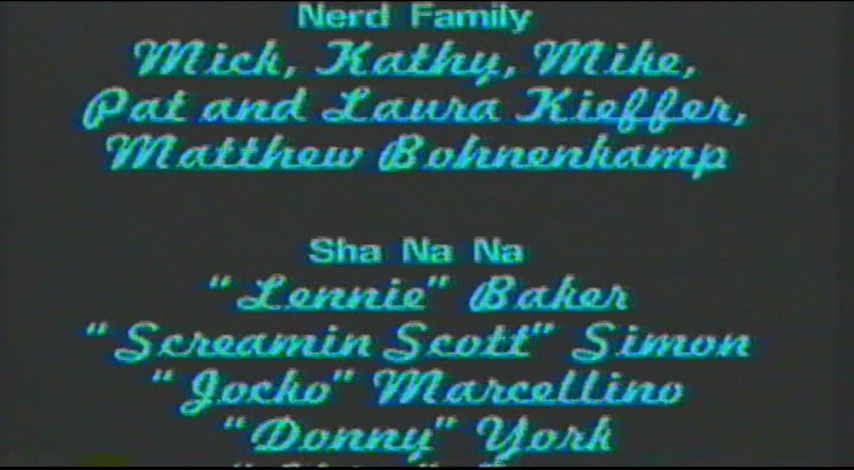 Nerd Family
Mick, Kathy, Mike,
Pat and Laura Kieffer,
Matthew Bohnenkamp
Sha Na Na
"Lennie" Baker
"Screamin Scott" Simon
"Jocko" Marcellino
"Donny" York